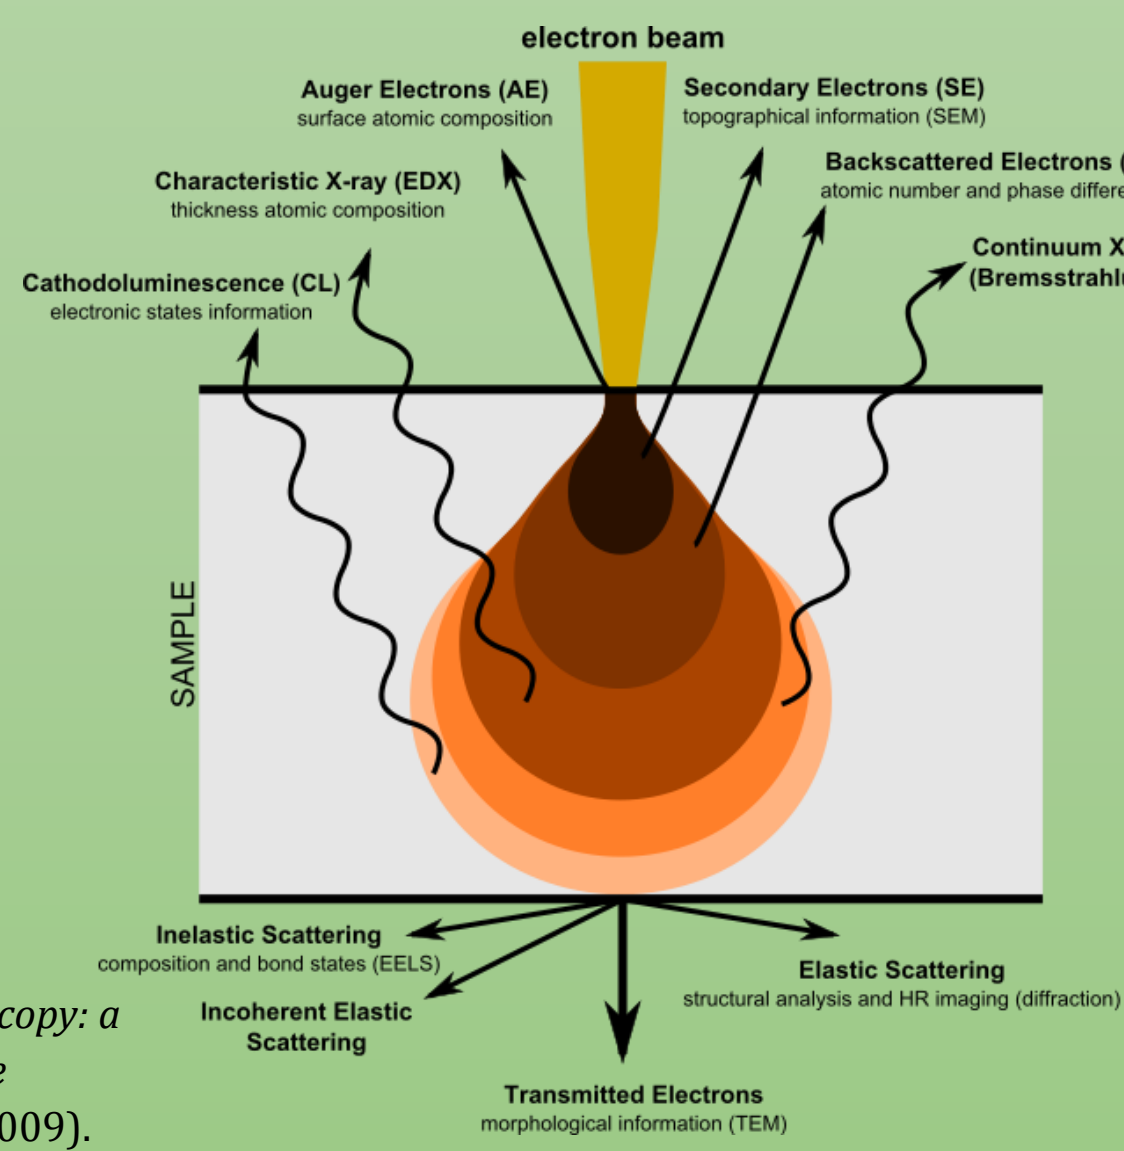 electron beam
Auger Electrons (AE)
surface atomic composition
Secondary Electrons (SE)
topographical information (SEM)
Characteristic X-ray (EDX)
thickness atomic composition
Backscattered Electrons (
atomic number and phase differe
Cathodoluminescence (CL)
electronic states information
Continuum X
(Bremsstrahlu
SAMPLE
Inelastic Scattering
composition and bond states (EELS)
Incoherent Elastic
Scattering
Elastic Scattering
structural analysis and HR imaging (diffraction)
Transmitted Electrons
morphological information (TEM)
copy: a
e
009).